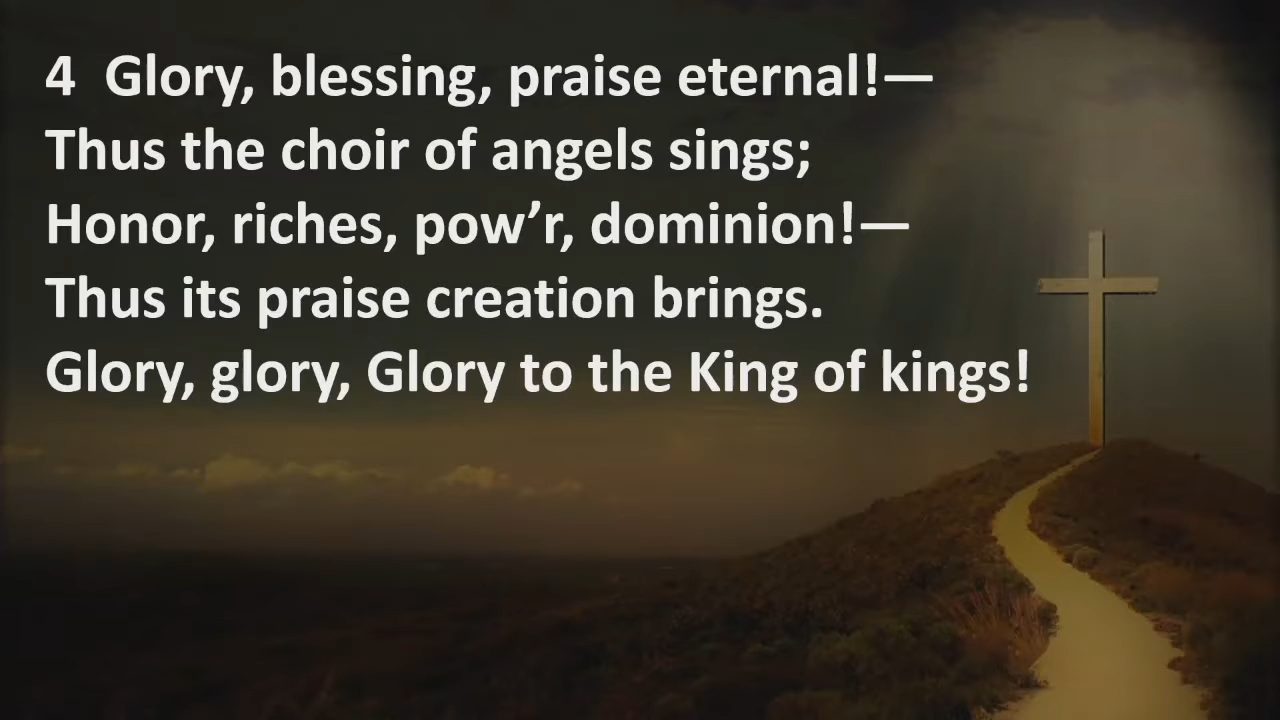 4 Glory, blessing, praise eternal!—
Thus the choir of angels sings;
Honor, riches, pow’r, dominion!—
Thus its praise creation brings.
Glory, glory, Glory to the King of kings!